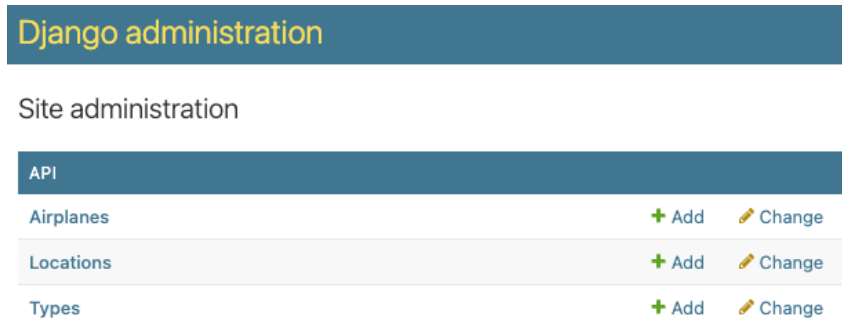 Django administration
Site administration
API
Airplanes + Add Change
Locations + Add Change
Types + Add Change